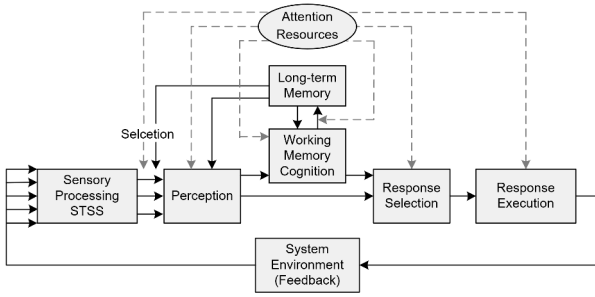 Attention
Resources
Long-term
Memory
Selcetion
Working
Memory
Cognition
Sensory
Processing
STSS
Perception
Response
Selection
Response
Execution
System
Environment
(Feedback)